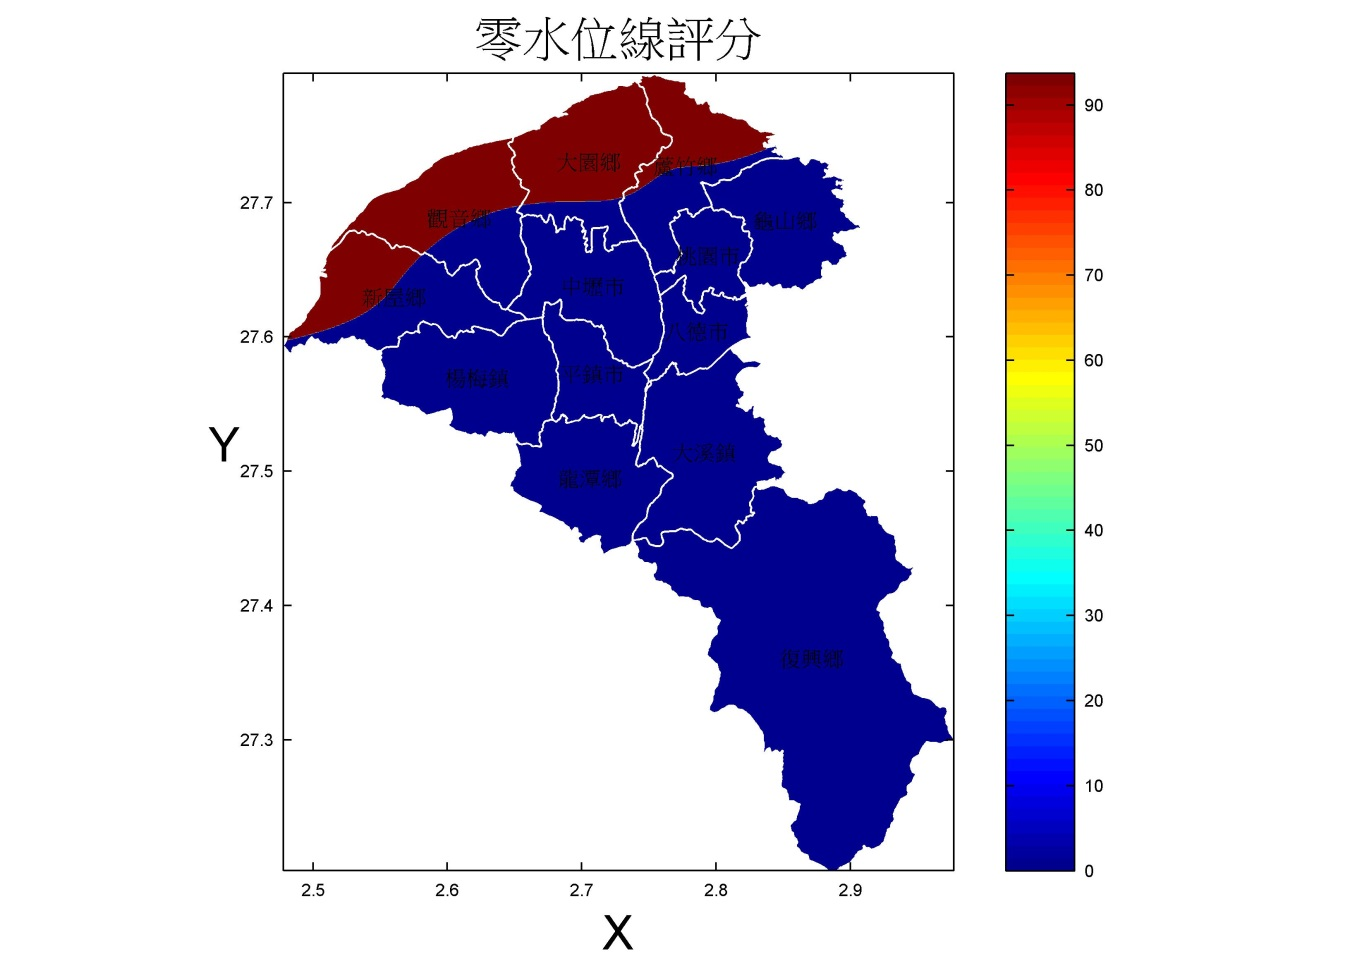 零水位線評分
大園鄉
蘆竹鄉
觀音鄉
龜山鄉
桃園市
中壢市
新屋鄉
八德市
楊梅鎮
平鎮市
大溪鎮
龍潭鄉
復興鄉
27.7
27.6
27.5
27.4
27.3
Y
2.5 2.6 2.7 2.8 2.9
X
90
80
70
60
50
40
30
20
10
0